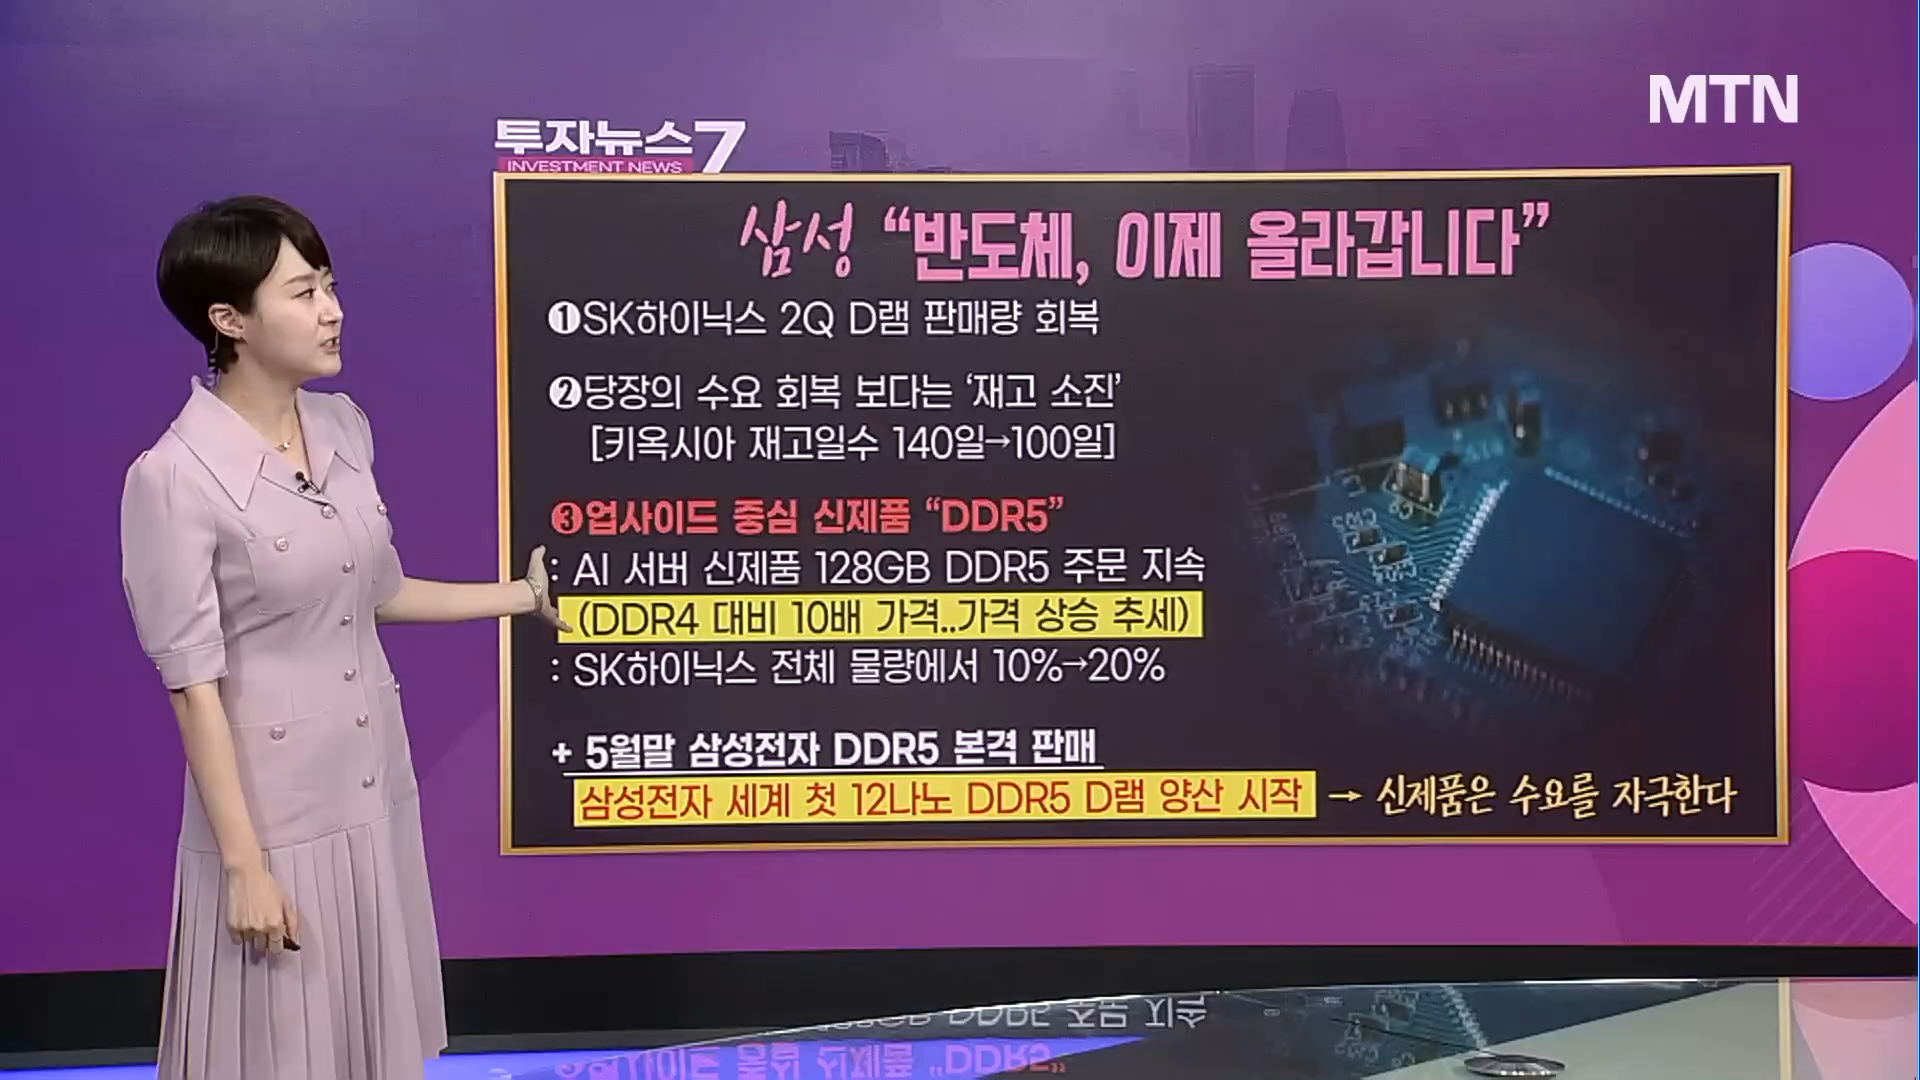 MTN
투자뉴스7
INVESTMENT NEWS
삼성 “반도체, 이제 올라갑니다”
❶SK하이닉스 2Q D램 판매량 회복
❷당장의 수요 회복 보다는 ‘재고 소진’
[키옥시아 재고일수 140일→100일]
❸업사이드 중심 신제품 “DDR5”
: AI 서버 신제품 128GB DDR5 주문 지속
(DDR4 대비 10배 가격..가격 상승 추세)
: SK하이닉스 전체 물량에서 10%→20%
+ 5월말 삼성전자 DDR5 본격 판매
삼성전자 세계 첫 12나노 DDR5 D램 양산 시작 → 신제품은 수요를 자극한다